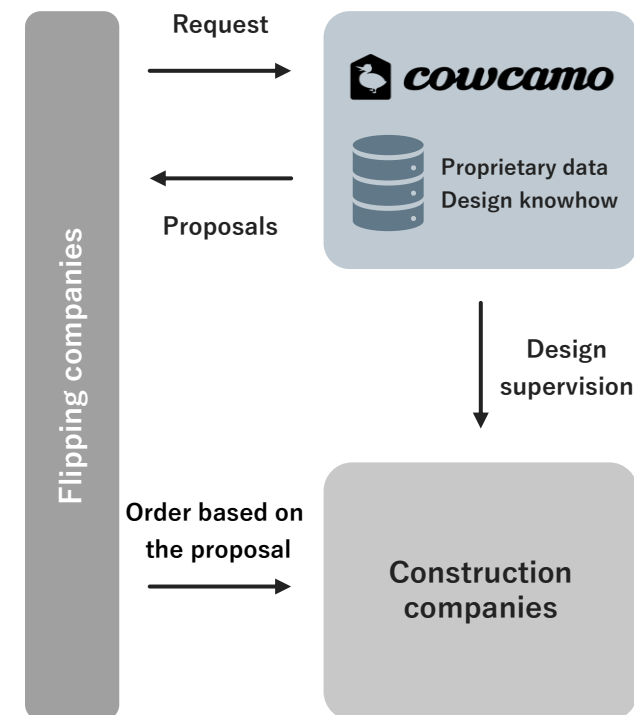 Request
cowcamo
Proprietary data
Design knowhow
Proposals
Flipping companies
Design
supervision
Order based on
the proposal
Construction
companies